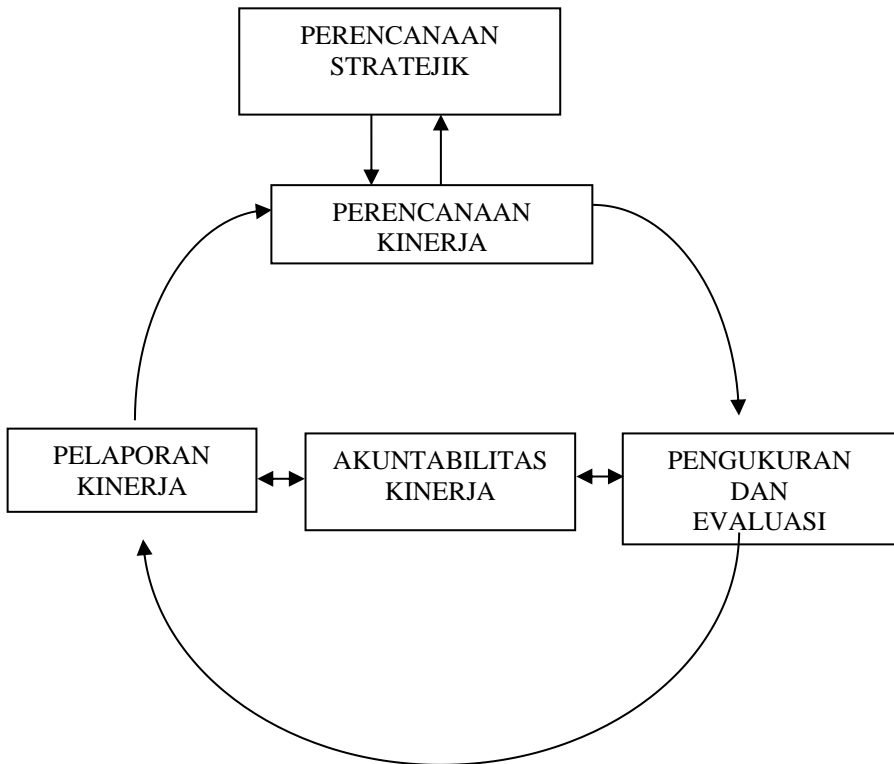 PERENCANAAN
STRATEJIK
PERENCANAAN
KINERJA
PELAPORAN
KINERJA
AKUNTABILITAS
KINERJA
PENGUKURAN
DAN
EVALUASI